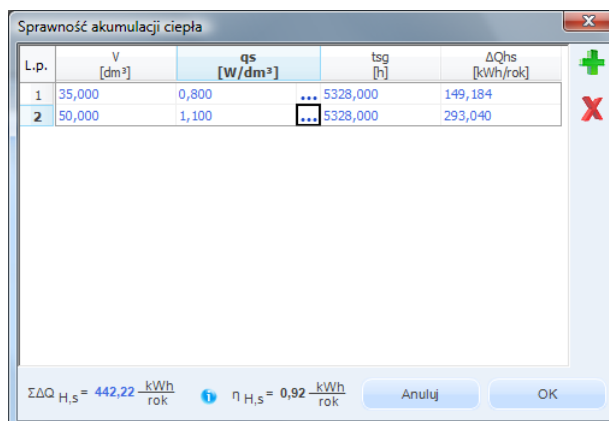 Sprawność akumulacji ciepła
L.p. V [dm³] qs [W/dm³] tsg [h] ΔQhs [kWh/rok]
1 35,000 0,800 ... 5328,000 149,184
2 50,000 1,100 ... 5328,000 293,040
ΣΔQ H,s = 442,22 kWh/rok η H,s = 0,92 kWh/rok Anuluj OK